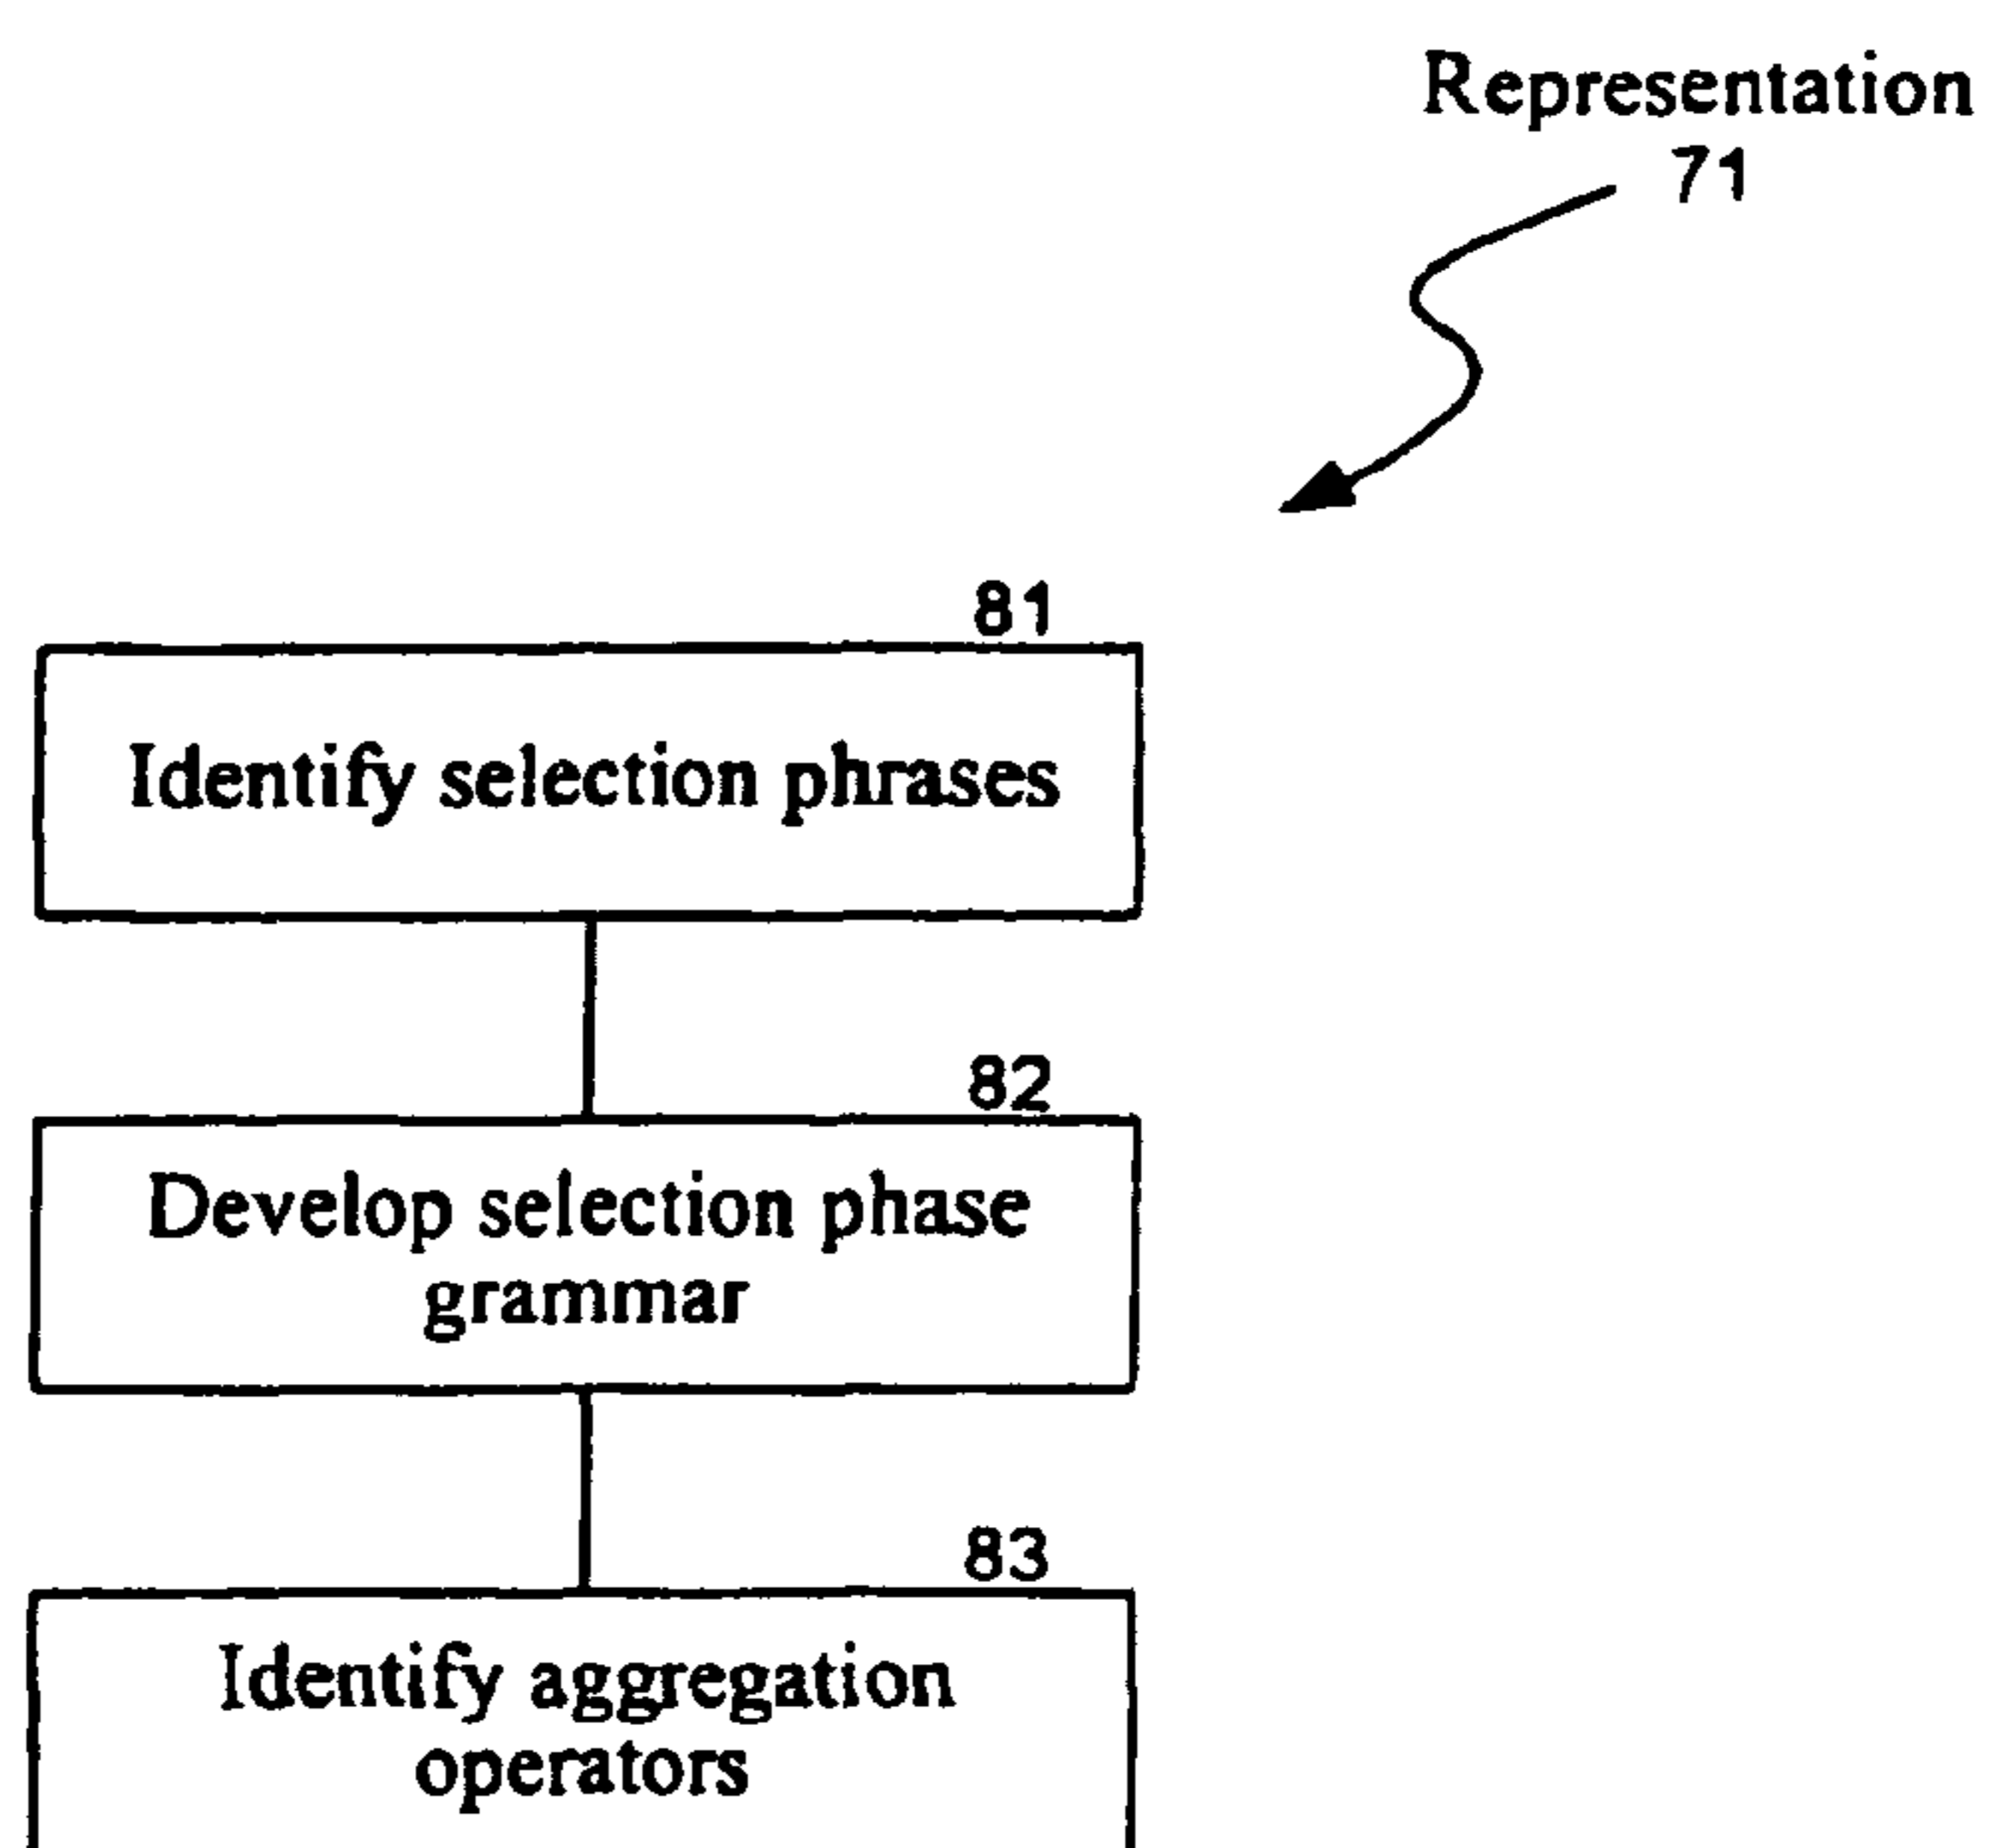 Representation
71
81
Identify selection phrases
82
Develop selection phase
grammar
83
Identify aggregation
operators